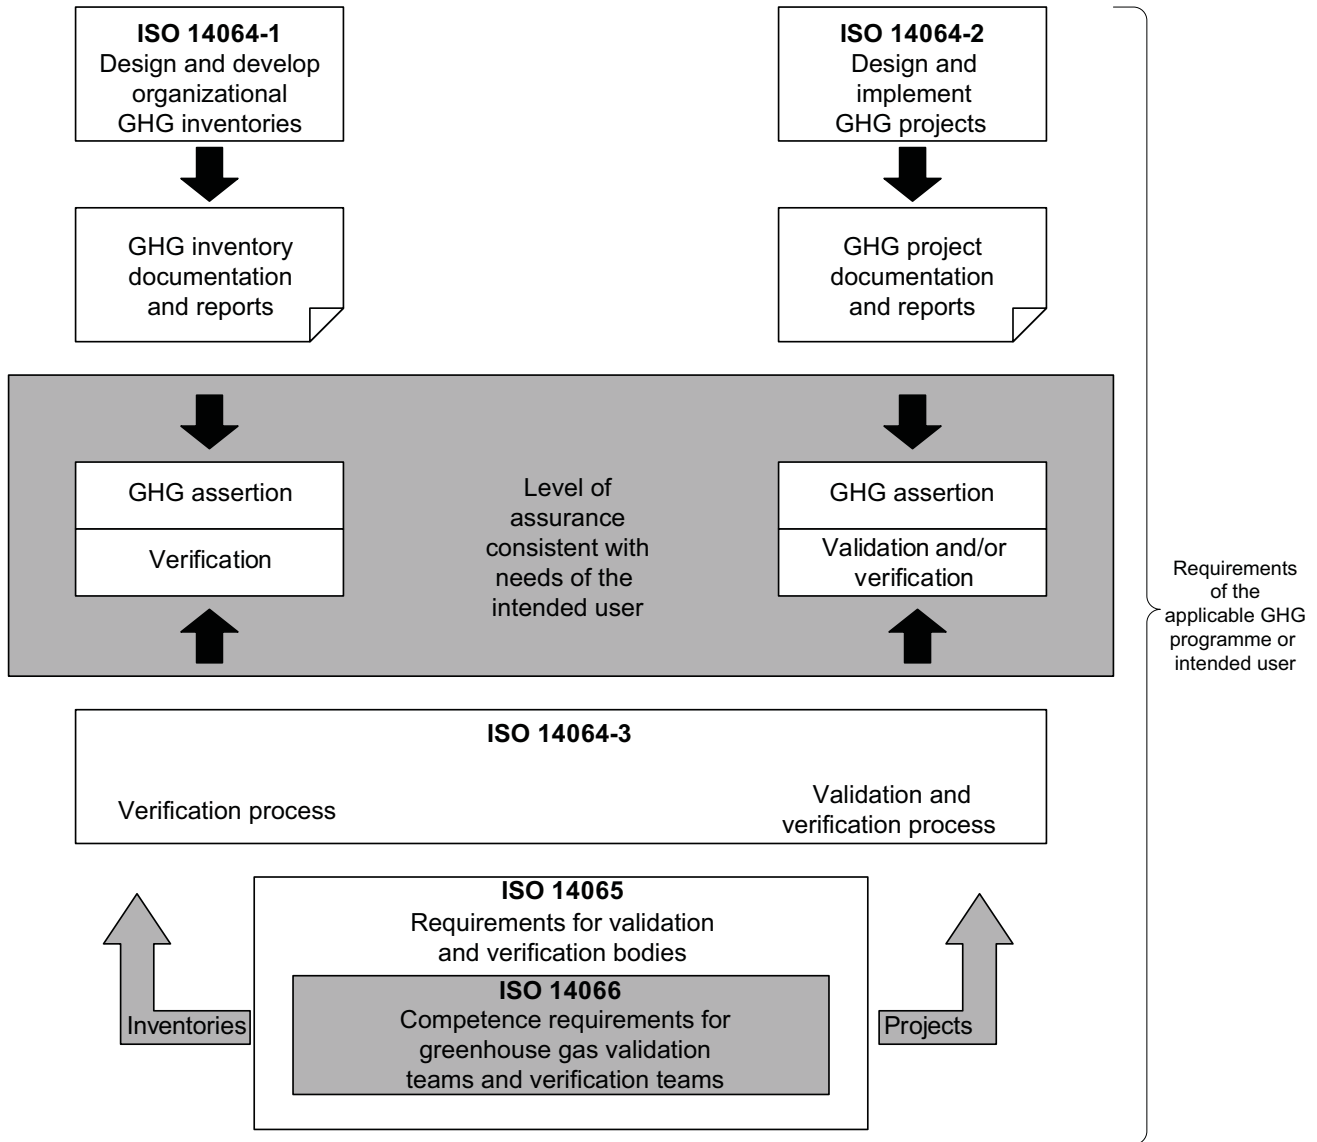 ISO 14064-1
Design and develop
organizational
GHG inventories
ISO 14064-2
Design and
implement
GHG projects
GHG inventory
documentation
and reports
GHG project
documentation
and reports
GHG assertion
Verification
Level of
assurance
consistent with
needs of the
intended user
GHG assertion
Validation and/or
verification
Requirements
of the
applicable GHG
programme or
intended user
ISO 14064-3
Verification process
Validation and
verification process
ISO 14065
Requirements for validation
and verification bodies
ISO 14066
Competence requirements for
greenhouse gas validation
teams and verification teams
Inventories
Projects